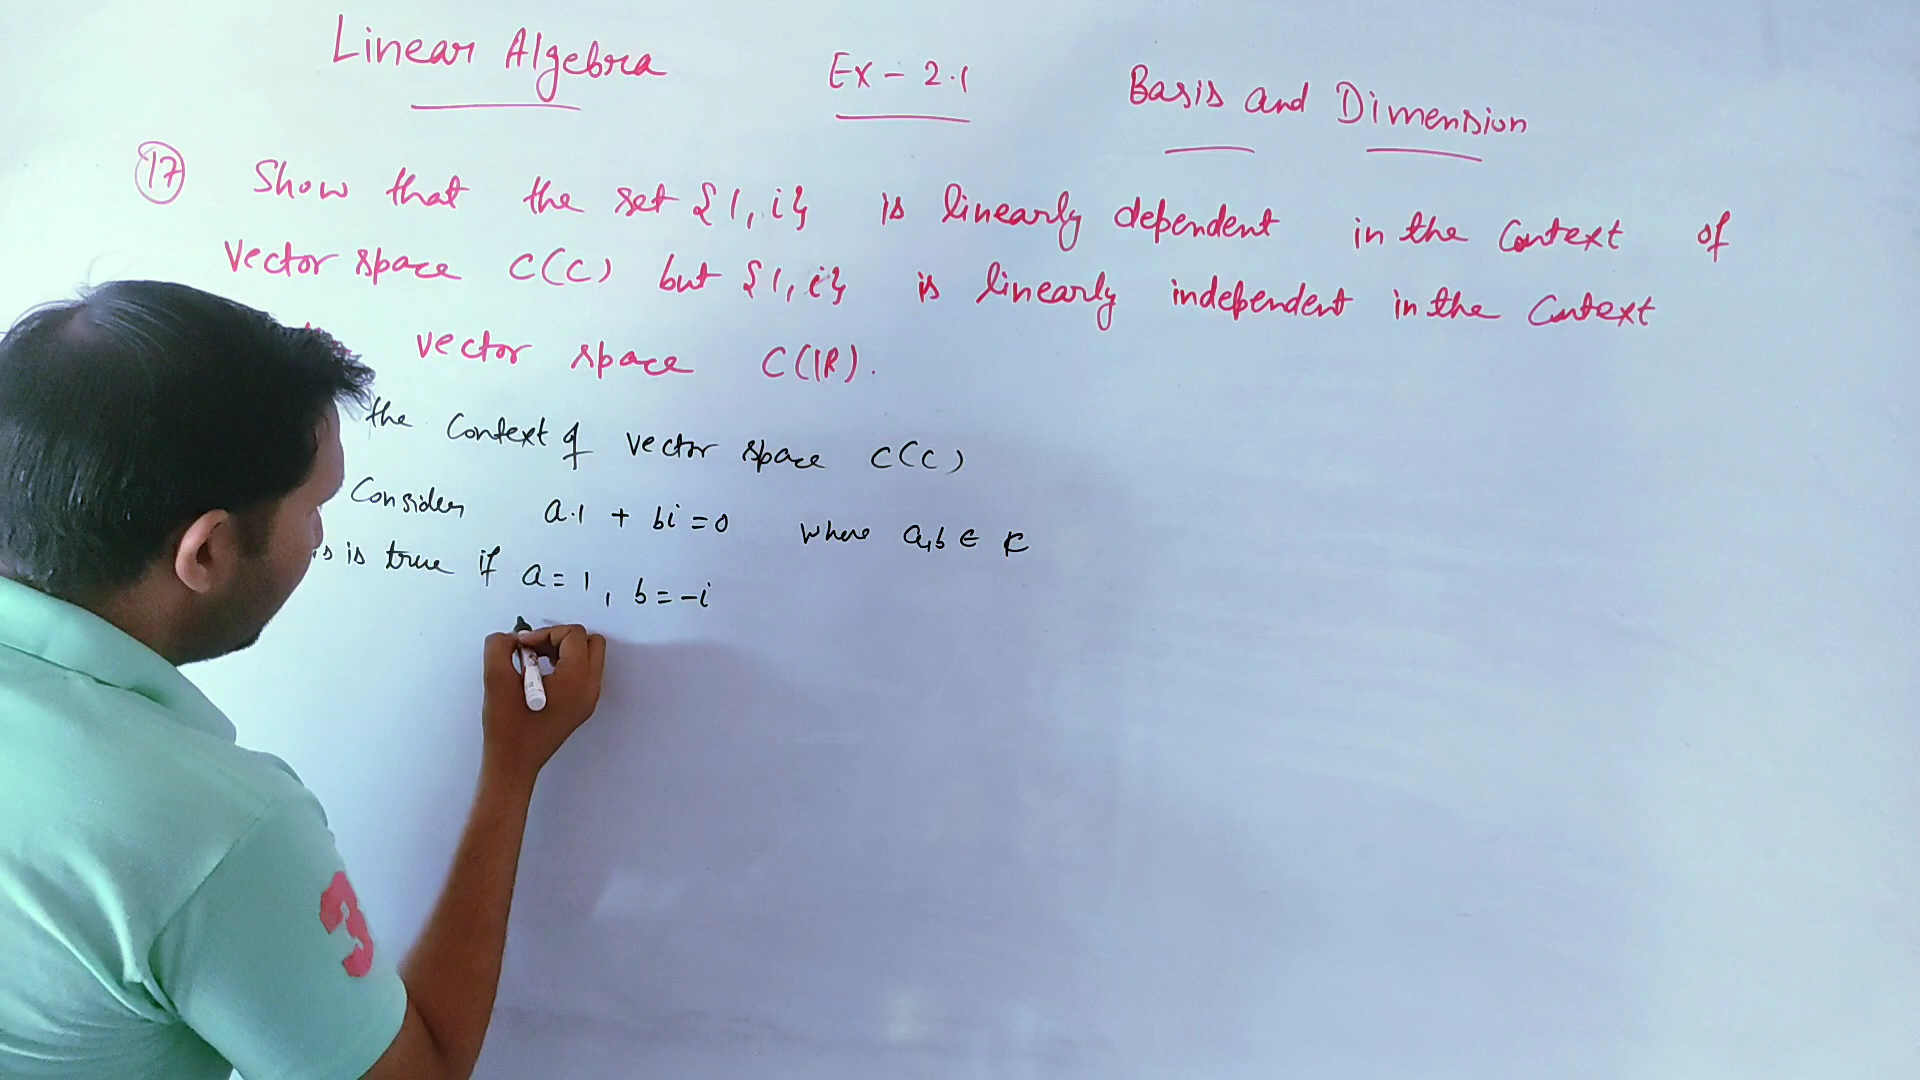 Linear Algebra Ex - 2.1 Basis and Dimension
17 Show that the set {1, i} is linearly dependent in the context of
vector space C(C) but {1, i} is linearly independent in the context
vector space C(IR).
the context of vector space C(C)
Consider a.1 + bi = 0 where a,b ∈ C
is true if a = 1, b = -i
3